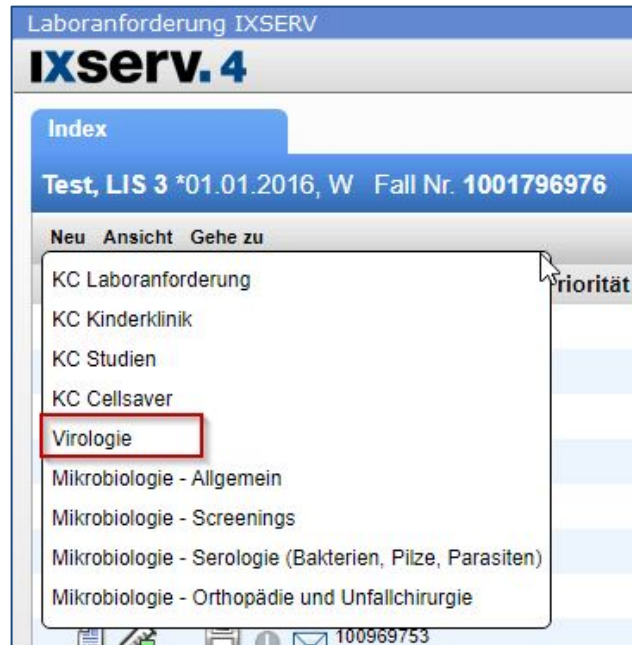 Laboranforderung IXSERV
ıxserv.4
Index
Test, LIS 3 *01.01.2016, W Fall Nr. 1001796976
Neu Ansicht Gehe zu
riorität
KC Laboranforderung
KC Kinderklinik
KC Studien
KC Cellsaver
Virologie
Mikrobiologie - Allgemein
Mikrobiologie - Screenings
Mikrobiologie - Serologie (Bakterien, Pilze, Parasiten)
Mikrobiologie - Orthopädie und Unfallchirurgie
100969753